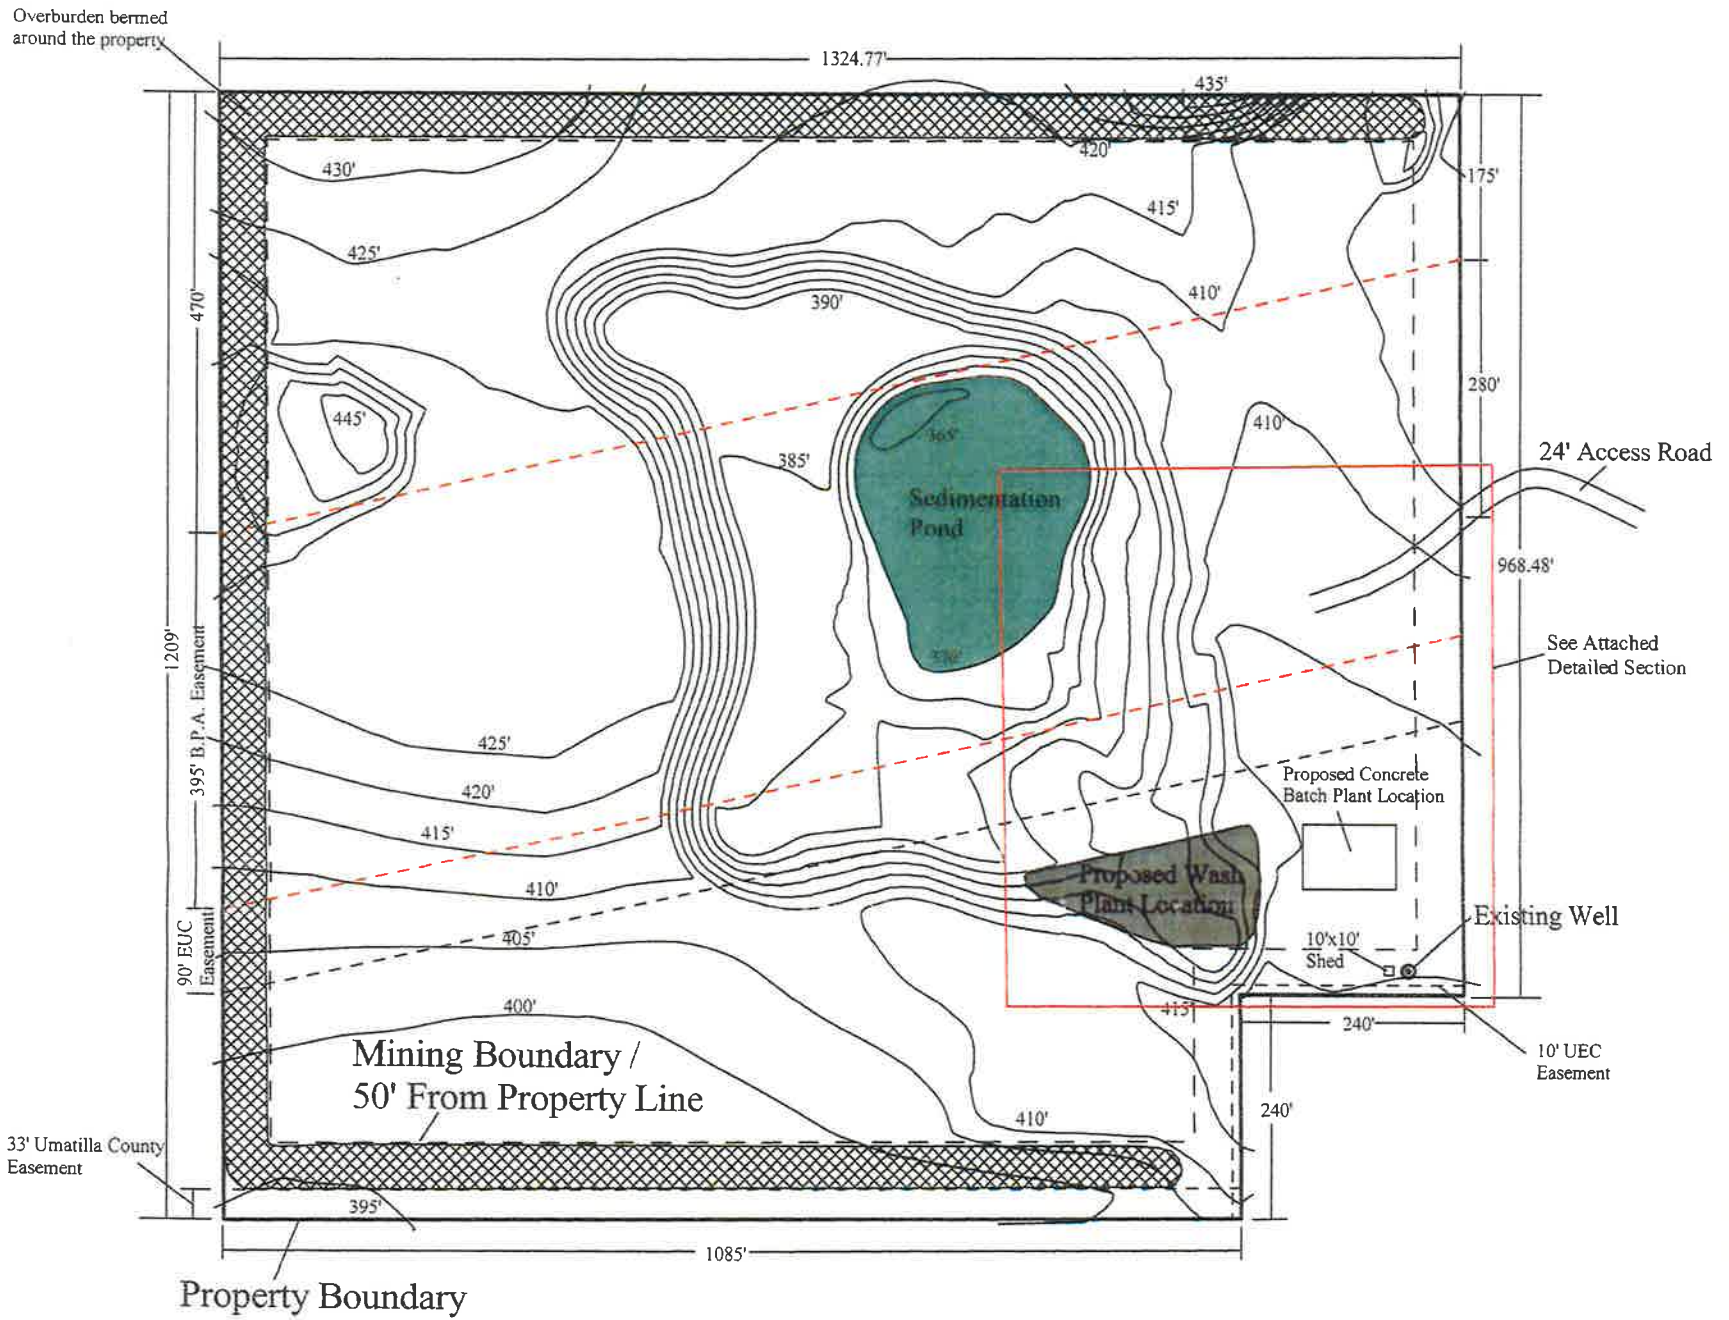 Overburden bermed
around the property
1324.77'
435'
430'
420'
175'
415'
425'
470'
410'
390'
280'
445'
410'
24' Access Road
385'
365'
Sedimentation
Pond
968.48'
1209'
395' B.P.A. Easement
See Attached
Detailed Section
425'
Proposed Concrete
Batch Plant Location
420'
415'
Proposed Wash
Plant Location
410'
Existing Well
90' EUC
Easement
405'
10'x10'
Shed
400'
415'
240'
Mining Boundary /
50' From Property Line
10' UEC
Easement
240'
410'
33' Umatilla County
Easement
395'
1085'
Property Boundary